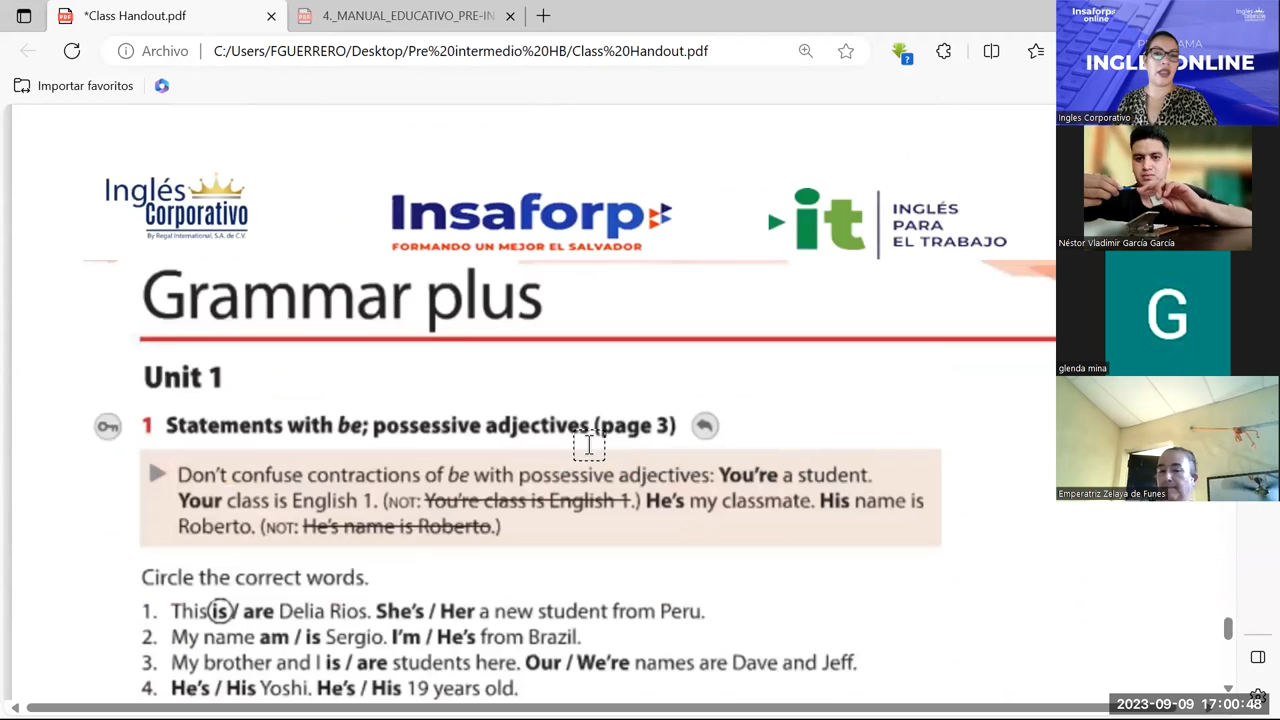 *Class Handout.pdf
4._MANUAL_EDUCATIVO_PRE-IN
Archivo
C:/Users/FGUERRERO/Desktop/Pre%20intermedio%20HB/Class%20Handout.pdf
?
Importar favoritos
Inglés
Corporativo
By Regal International, S.A. de C.V.
Insaforp
FORMANDO UN MEJOR EL SALVADOR
it
INGLÉS
PARA
EL TRABAJO
Grammar plus
Unit 1
1 Statements with be; possessive adjectives (page 3)
Don't confuse contractions of be with possessive adjectives: You're a student.
Your class is English 1. (NOT: You're class is English 1.) He's my classmate. His name is
Roberto. (NOT: He's name is Roberto.)
Circle the correct words.
1. This is / are Delia Rios. She's / Her a new student from Peru.
2. My name am / is Sergio. I'm / He's from Brazil.
3. My brother and I is / are students here. Our / We're names are Dave and Jeff.
4. He's / His Yoshi. He's / His 19 years old.
Insaforp
online
Inglés
Corporativo
AMA
INGL ONLINE
Ingles Corporativo
Néstor Vladimir García García
G
glenda mina
Emperatriz Zelaya de Funes
2023-09-09 17:00:48